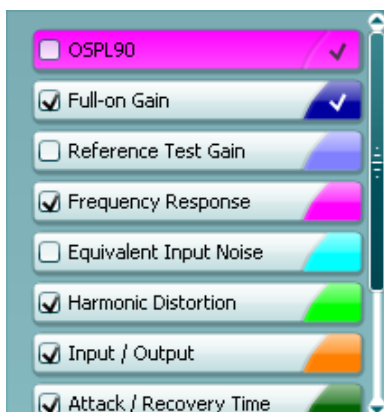 OSPL90
Full-on Gain
Reference Test Gain
Frequency Response
Equivalent Input Noise
Harmonic Distortion
Input / Output
Attack / Recovery Time